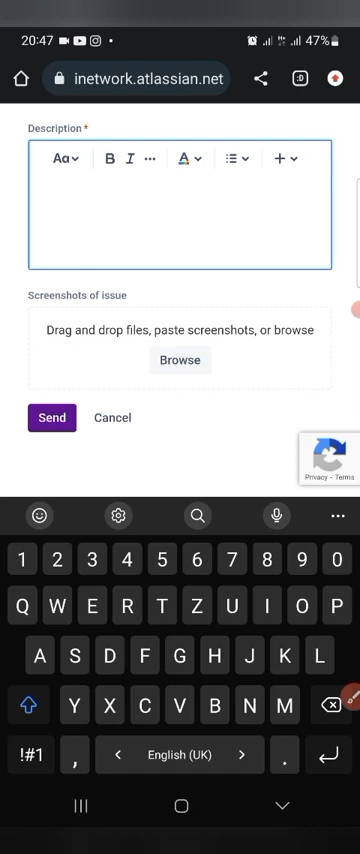 20:47 47%
inetwork.atlassian.net :D
Description *
Aa B I ... A
Screenshots of issue
Drag and drop files, paste screenshots, or browse
Browse
Send Cancel
Privacy - Terms
1 2 3 4 5 6 7 8 9 0
Q W E R T Z U I O P
A S D F G H J K L
Y X C V B N M
!#1 , < English (UK) > .